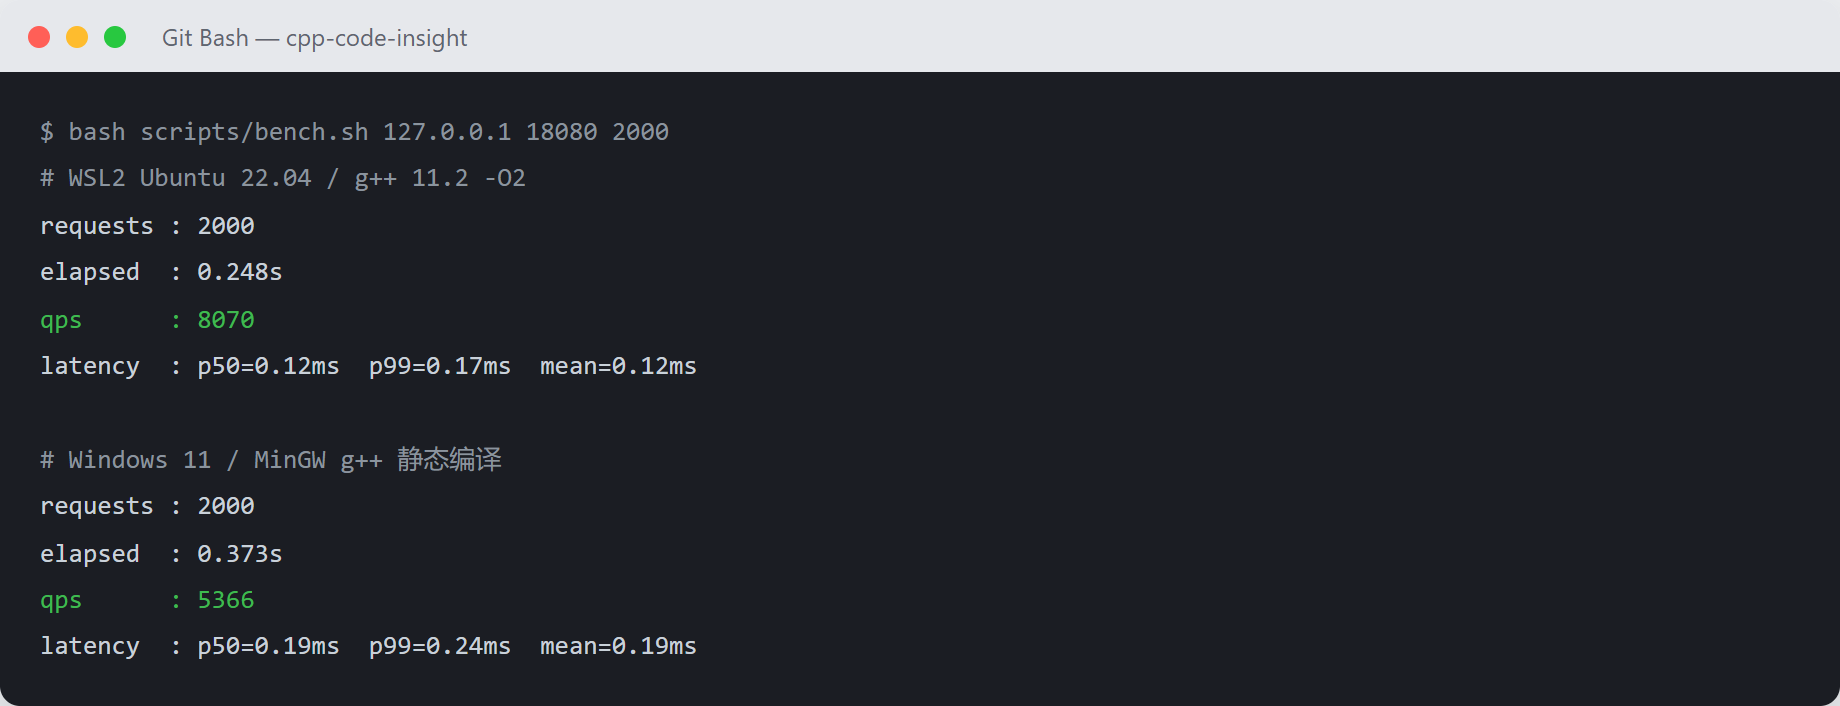 Git Bash — cpp-code-insight
$ bash scripts/bench.sh 127.0.0.1 18080 2000
# WSL2 Ubuntu 22.04 / g++ 11.2 -O2
requests : 2000
elapsed  : 0.248s
qps      : 8070
latency  : p50=0.12ms  p99=0.17ms  mean=0.12ms
# Windows 11 / MinGW g++ 静态编译
requests : 2000
elapsed  : 0.373s
qps      : 5366
latency  : p50=0.19ms  p99=0.24ms  mean=0.19ms